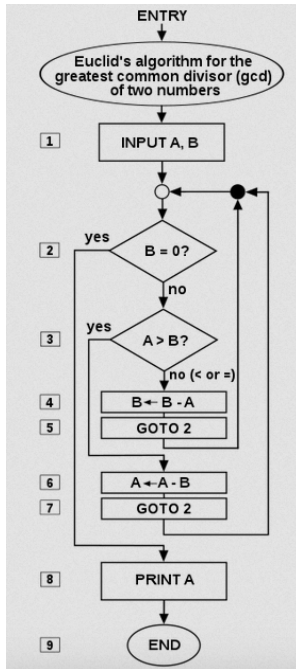 ENTRY
Euclid's algorithm for the
greatest common divisor (gcd)
of two numbers
1
INPUT A, B
yes
2
B = 0?
no
yes
3
A > B?
no (< or =)
4
B ← B - A
5
GOTO 2
6
A ← A - B
7
GOTO 2
8
PRINT A
9
END